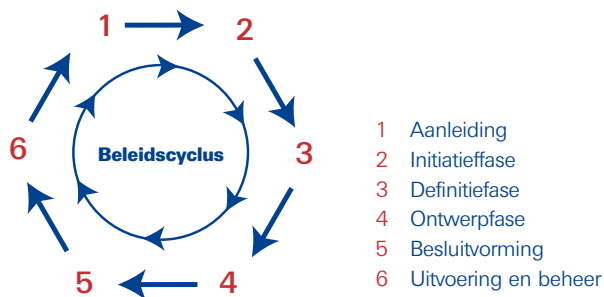 1
2
6
Beleidscyclus
3
5
4
1 Aanleiding
2 Initiatieffase
3 Definitiefase
4 Ontwerpfase
5 Besluitvorming
6 Uitvoering en beheer